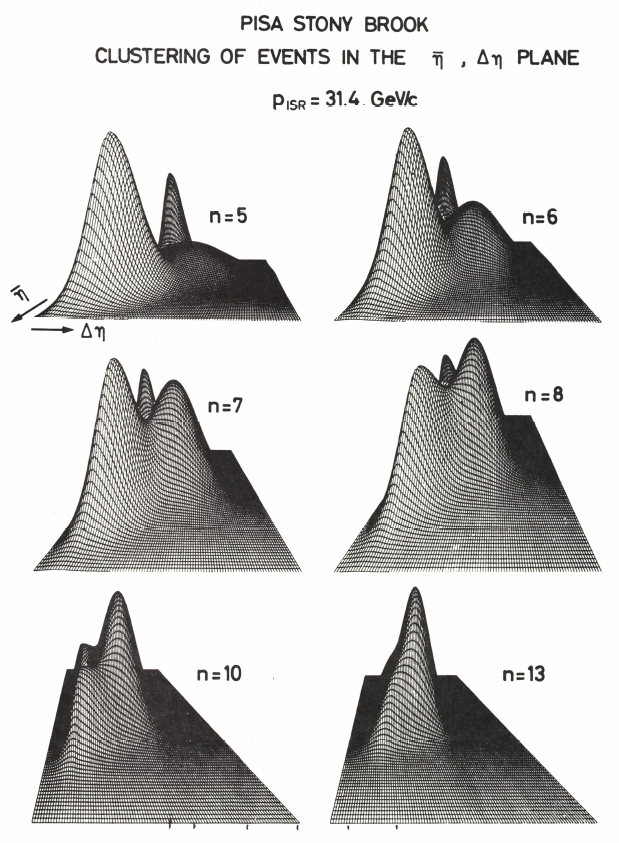 PISA STONY BROOK
CLUSTERING OF EVENTS IN THE η̅ , Δη PLANE
pISR = 31.4 GeV/c
n=5
n=6
η̅
Δη
n=7
n=8
n=10
n=13